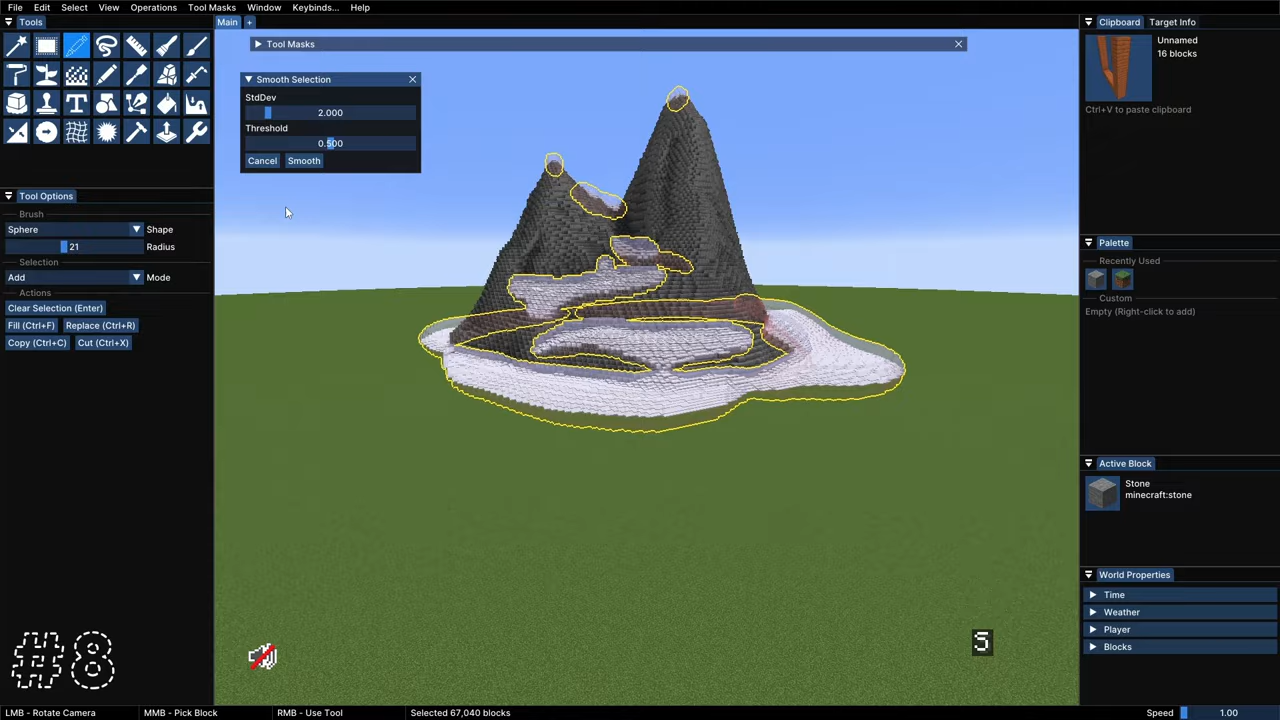 File Edit Select View Operations Tool Masks Window Keybinds... Help
Tools
Main +
Tool Masks
Smooth Selection
StdDev
2.000
Threshold
0.500
Cancel Smooth
Tool Options
Brush
Sphere Shape
21 Radius
Selection
Add Mode
Actions
Clear Selection (Enter)
Fill (Ctrl+F) Replace (Ctrl+R)
Copy (Ctrl+C) Cut (Ctrl+X)
Clipboard Target Info
Unnamed
16 blocks
Ctrl+V to paste clipboard
Palette
Recently Used
Custom
Empty (Right-click to add)
Active Block
Stone
minecraft:stone
World Properties
Time
Weather
Player
Blocks
#8
S
LMB - Rotate Camera MMB - Pick Block RMB - Use Tool Selected 67,040 blocks Speed 1.00